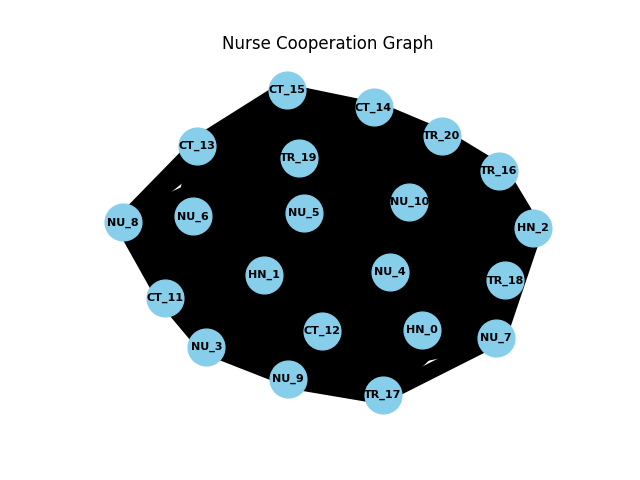 Nurse Cooperation Graph
CT_15
CT_14
TR_20
CT_13
TR_19
TR_16
NU_10
NU_5
NU_6
NU_8
HN_2
NU_4
HN_1
TR_18
CT_11
HN_0
CT_12
NU_7
NU_3
NU_9
TR_17